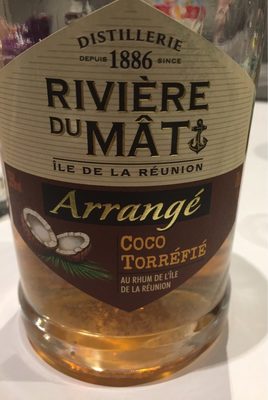 DISTILLERIE
DEPUIS 1886 SINCE
RIVIÈRE
DU MÂT
ÎLE DE LA RÉUNION
Arrangé
COCO
TORRÉFIÉ
AU RHUM DE L'ÎLE
DE LA RÉUNION